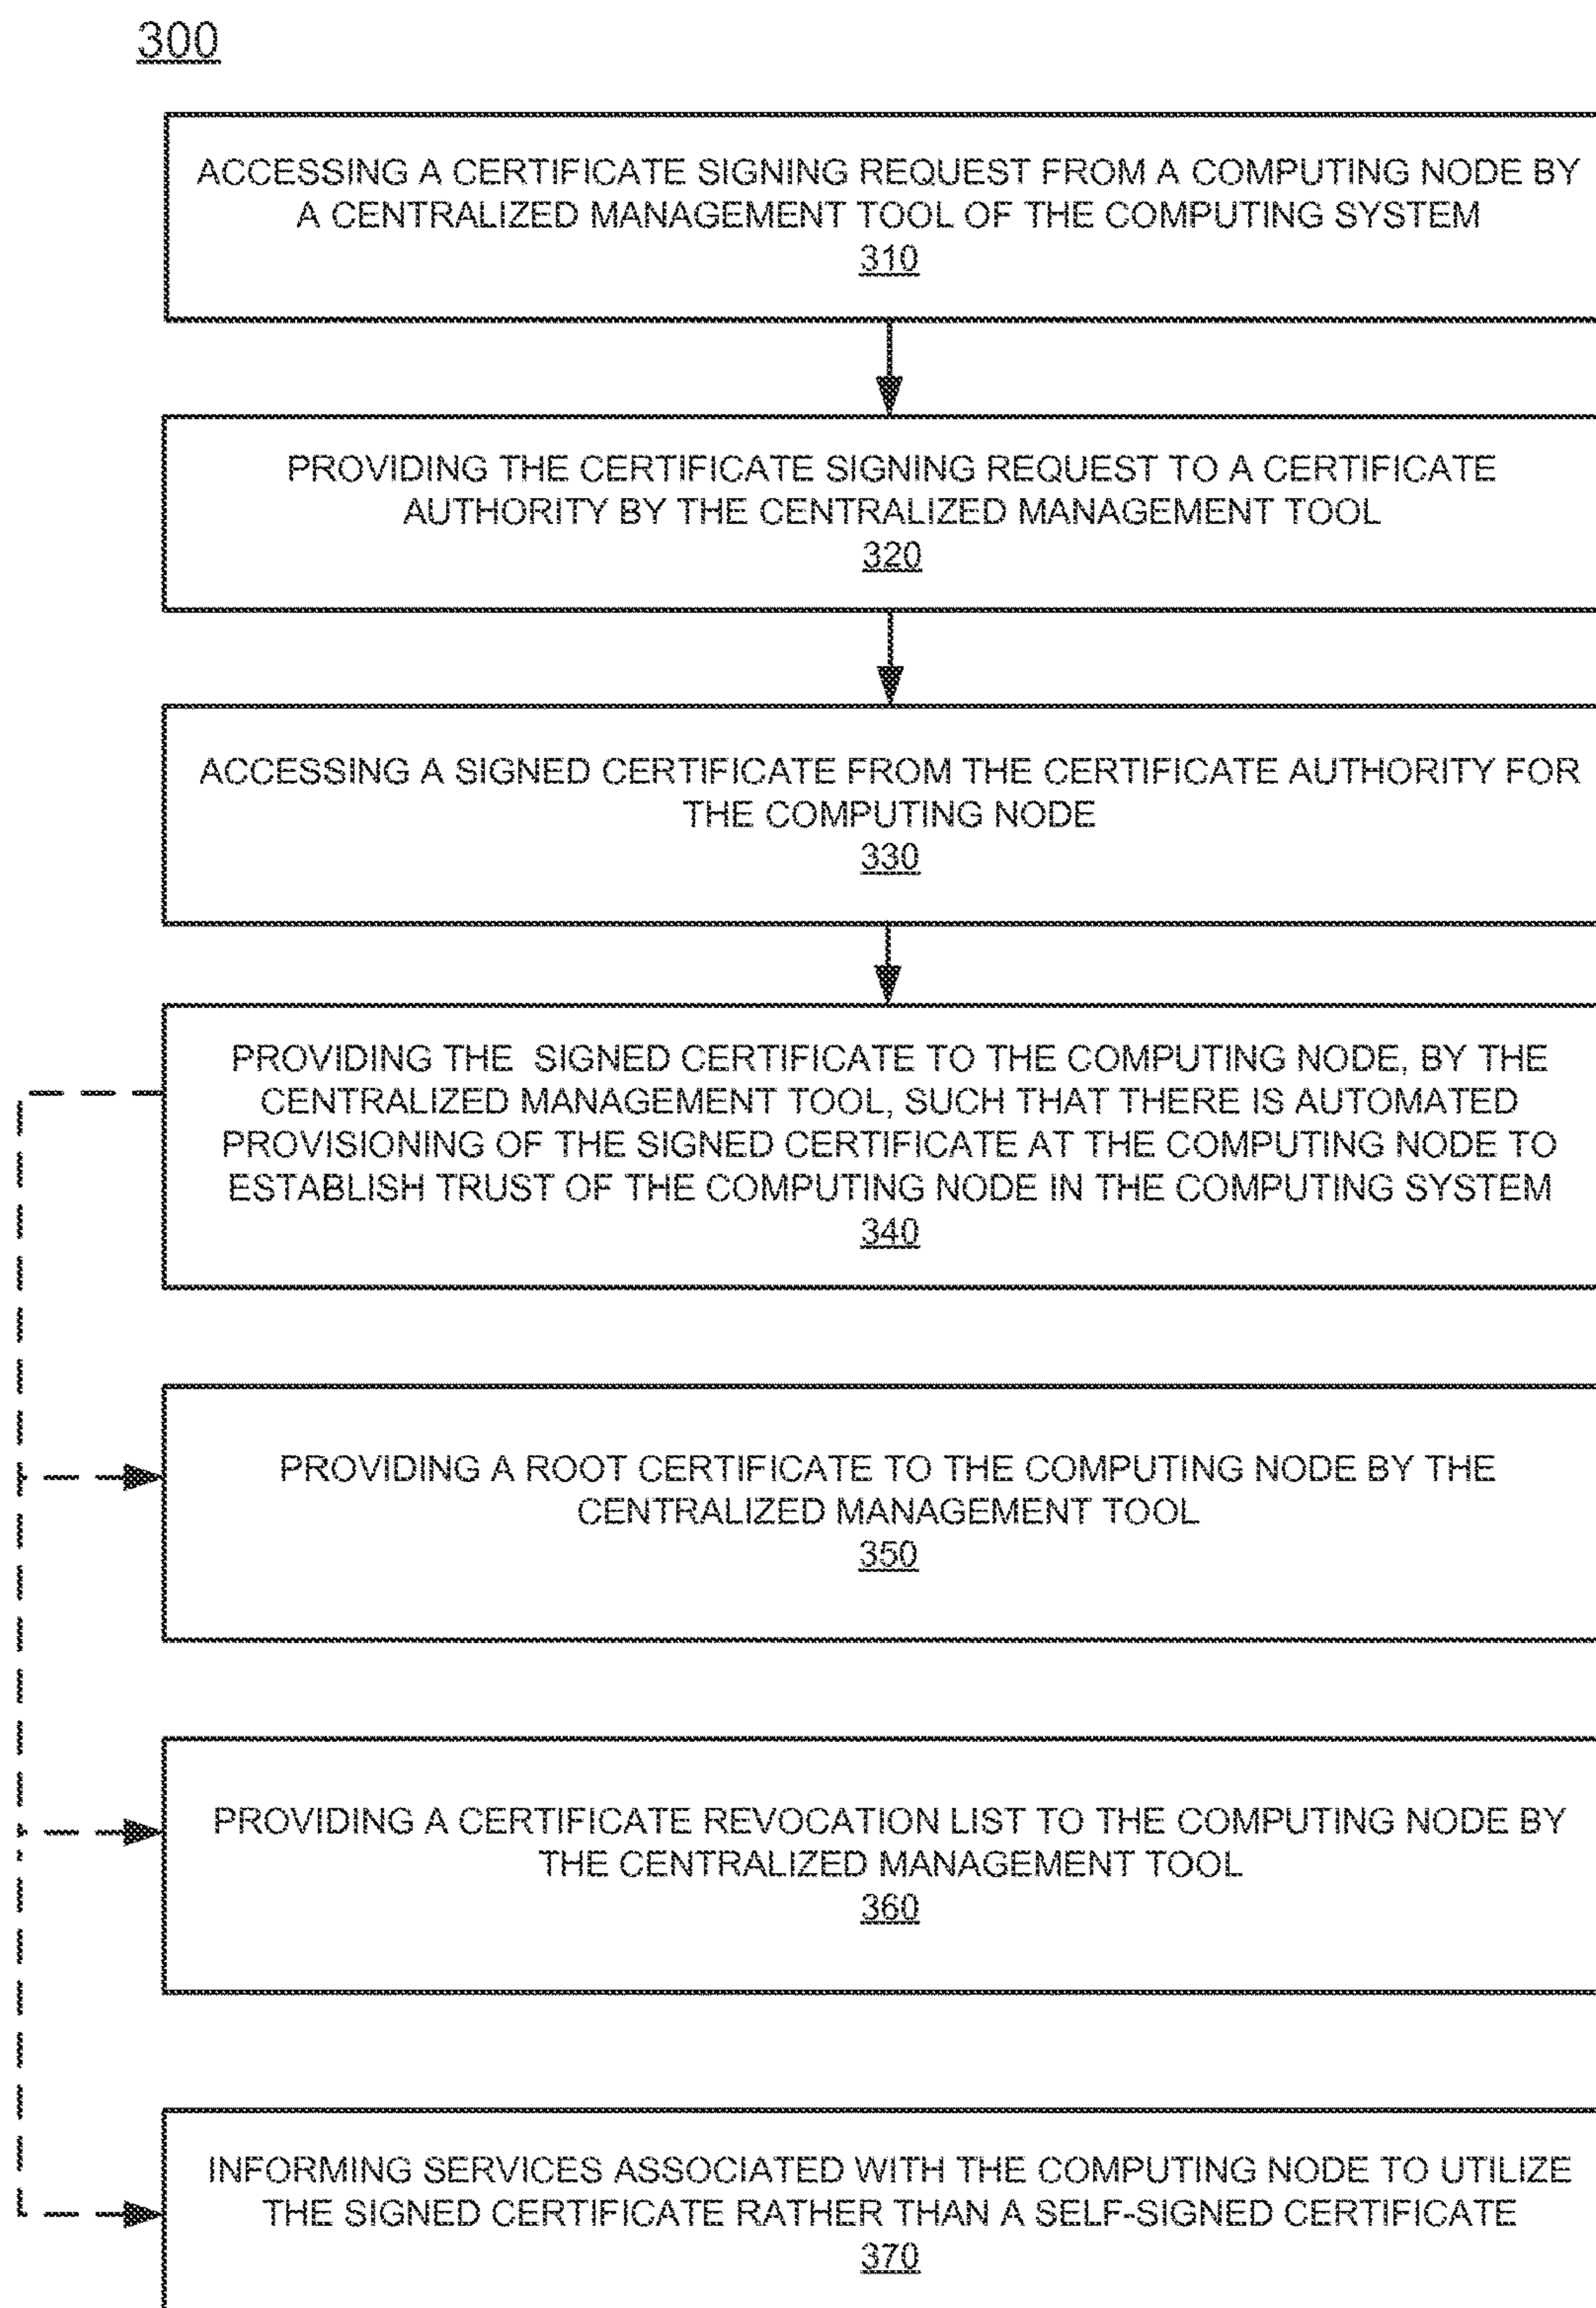 300
ACCESSING A CERTIFICATE SIGNING REQUEST FROM A COMPUTING NODE BY
A CENTRALIZED MANAGEMENT TOOL OF THE COMPUTING SYSTEM
310
PROVIDING THE CERTIFICATE SIGNING REQUEST TO A CERTIFICATE
AUTHORITY BY THE CENTRALIZED MANAGEMENT TOOL
320
ACCESSING A SIGNED CERTIFICATE FROM THE CERTIFICATE AUTHORITY FOR
THE COMPUTING NODE
330
PROVIDING THE SIGNED CERTIFICATE TO THE COMPUTING NODE, BY THE
CENTRALIZED MANAGEMENT TOOL, SUCH THAT THERE IS AUTOMATED
PROVISIONING OF THE SIGNED CERTIFICATE AT THE COMPUTING NODE TO
ESTABLISH TRUST OF THE COMPUTING NODE IN THE COMPUTING SYSTEM
340
PROVIDING A ROOT CERTIFICATE TO THE COMPUTING NODE BY THE
CENTRALIZED MANAGEMENT TOOL
350
PROVIDING A CERTIFICATE REVOCATION LIST TO THE COMPUTING NODE BY
THE CENTRALIZED MANAGEMENT TOOL
360
INFORMING SERVICES ASSOCIATED WITH THE COMPUTING NODE TO UTILIZE
THE SIGNED CERTIFICATE RATHER THAN A SELF-SIGNED CERTIFICATE
370